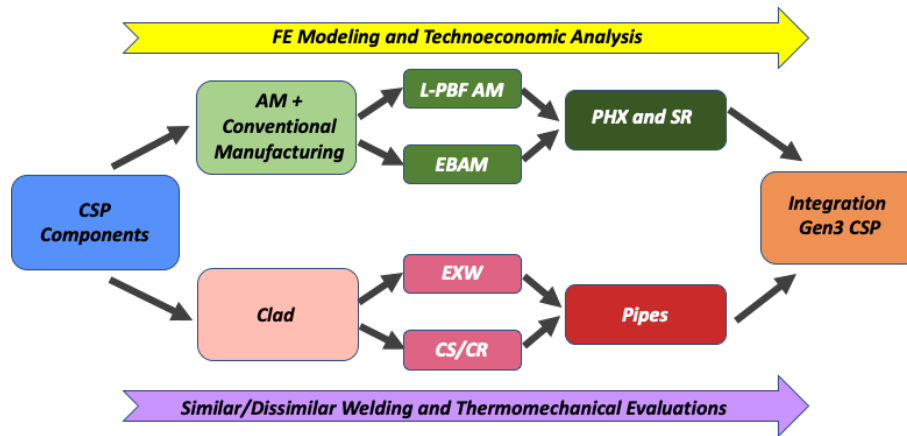 FE Modeling and Technoeconomic Analysis
AM +
Conventional
Manufacturing
L-PBF AM
EBAM
PHX and SR
CSP
Components
Integration
Gen3 CSP
Clad
EXW
CS/CR
Pipes
Similar/Dissimilar Welding and Thermomechanical Evaluations